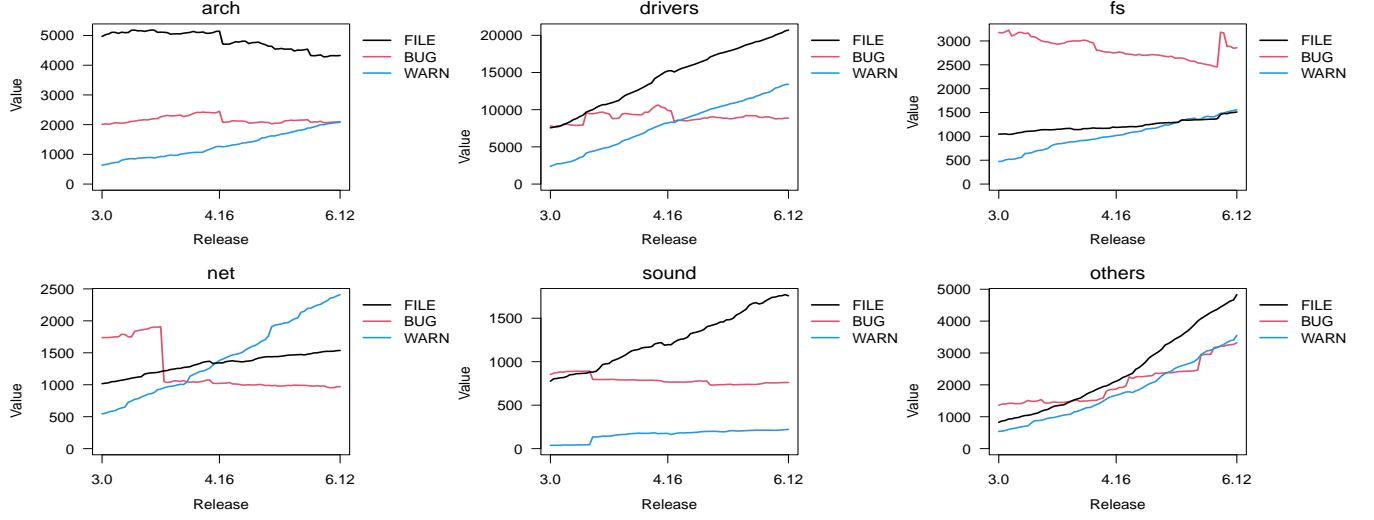 arch
Value
5000
4000
3000
2000
1000
0
3.0 4.16 6.12
Release
FILE
BUG
WARN
drivers
Value
20000
15000
10000
5000
0
3.0 4.16 6.12
Release
FILE
BUG
WARN
fs
Value
3000
2500
2000
1500
1000
500
0
3.0 4.16 6.12
Release
FILE
BUG
WARN
net
Value
2500
2000
1500
1000
500
0
3.0 4.16 6.12
Release
FILE
BUG
WARN
sound
Value
1500
1000
500
0
3.0 4.16 6.12
Release
FILE
BUG
WARN
others
Value
5000
4000
3000
2000
1000
0
3.0 4.16 6.12
Release
FILE
BUG
WARN